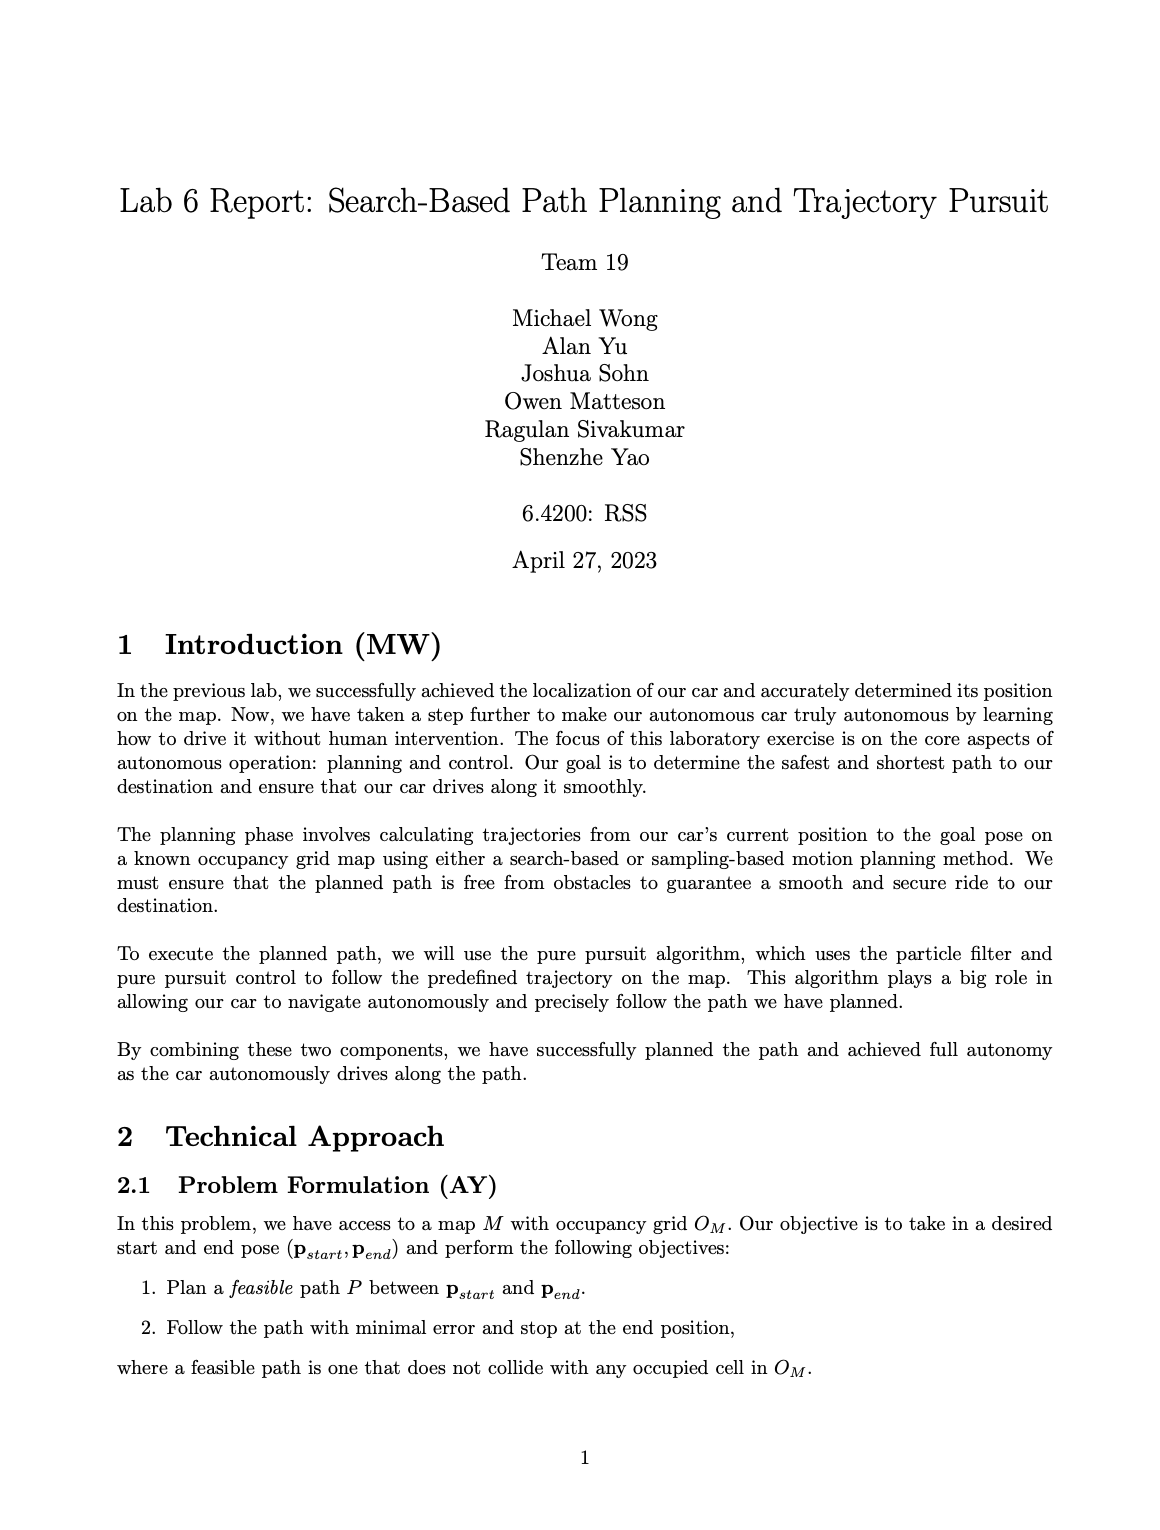 Lab 6 Report: Search-Based Path Planning and Trajectory Pursuit
Team 19
Michael Wong
Alan Yu
Joshua Sohn
Owen Matteson
Ragulan Sivakumar
Shenzhe Yao
6.4200: RSS
April 27, 2023
1 Introduction (MW)
In the previous lab, we successfully achieved the localization of our car and accurately determined its position
on the map. Now, we have taken a step further to make our autonomous car truly autonomous by learning
how to drive it without human intervention. The focus of this laboratory exercise is on the core aspects of
autonomous operation: planning and control. Our goal is to determine the safest and shortest path to our
destination and ensure that our car drives along it smoothly.
The planning phase involves calculating trajectories from our car's current position to the goal pose on
a known occupancy grid map using either a search-based or sampling-based motion planning method. We
must ensure that the planned path is free from obstacles to guarantee a smooth and secure ride to our
destination.
To execute the planned path, we will use the pure pursuit algorithm, which uses the particle filter and
pure pursuit control to follow the predefined trajectory on the map. This algorithm plays a big role in
allowing our car to navigate autonomously and precisely follow the path we have planned.
By combining these two components, we have successfully planned the path and achieved full autonomy
as the car autonomously drives along the path.
2 Technical Approach
2.1 Problem Formulation (AY)
In this problem, we have access to a map M with occupancy grid O_M. Our objective is to take in a desired
start and end pose (p_start, p_end) and perform the following objectives:
1. Plan a feasible path P between p_start and p_end.
2. Follow the path with minimal error and stop at the end position,
where a feasible path is one that does not collide with any occupied cell in O_M.
1